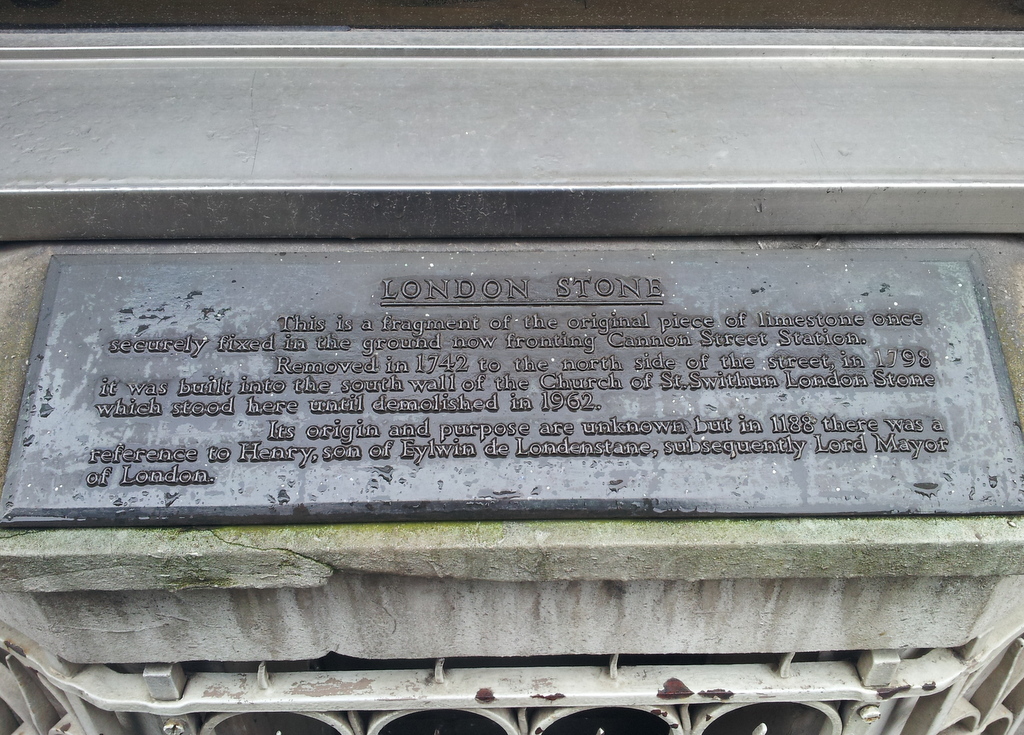 LONDON STONE
This is a fragment of the original piece of limestone once
securely fixed in the ground now fronting Cannon Street Station.
Removed in 1742 to the north side of the street, in 1798
it was built into the south wall of the Church of St. Swithun London Stone
which stood here until demolished in 1962.
Its origin and purpose are unknown but in 1188 there was a
reference to Henry, son of Eylwin de Londenstane, subsequently Lord Mayor
of London.